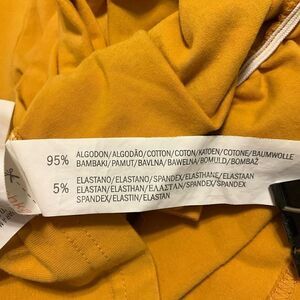 95% ALGODON/ALGODÃO/COTTON/COTON/KATOEN/COTONE/BAUMWOLLE
BAMBAKI/PAMUT/BAVLNA/BAWELNA/BOMULD/BOMBAŽ
5% ELASTANO/ELASTANO/SPANDEX/ELASTHANE/ELASTAAN
ELASTAN/ELASTHAN/ΕΛΑΣΤΑΝ/SPANDEX/SPANDEX
SPANDEX/ELASTIN/ELASTAN